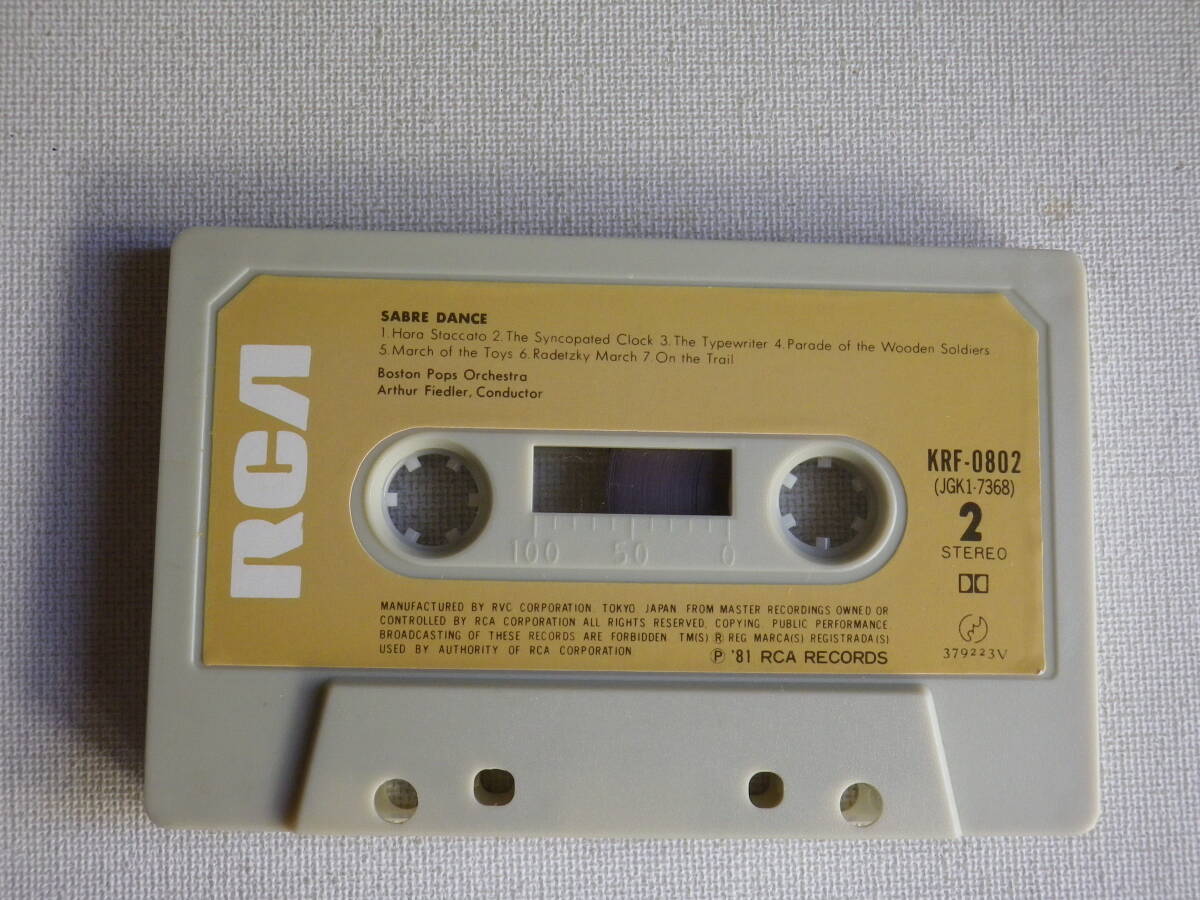 RCA
SABRE DANCE
1. Hora Staccato 2. The Syncopated Clock 3. The Typewriter 4. Parade of the Wooden Soldiers
5. March of the Toys 6. Radetzky March 7. On the Trail
Boston Pops Orchestra
Arthur Fiedler, Conductor
KRF-0802
(JGK1-7368)
2
STEREO
100 50 0
MANUFACTURED BY RVC CORPORATION. TOKYO. JAPAN. FROM MASTER RECORDINGS OWNED OR
CONTROLLED BY RCA CORPORATION ALL RIGHTS RESERVED. COPYING. PUBLIC PERFORMANCE.
BROADCASTING OF THESE RECORDS ARE FORBIDDEN. TM(S) ® REG MARCA(S) REGISTRADA(S)
USED BY AUTHORITY OF RCA CORPORATION
Ⓟ '81 RCA RECORDS
379223V